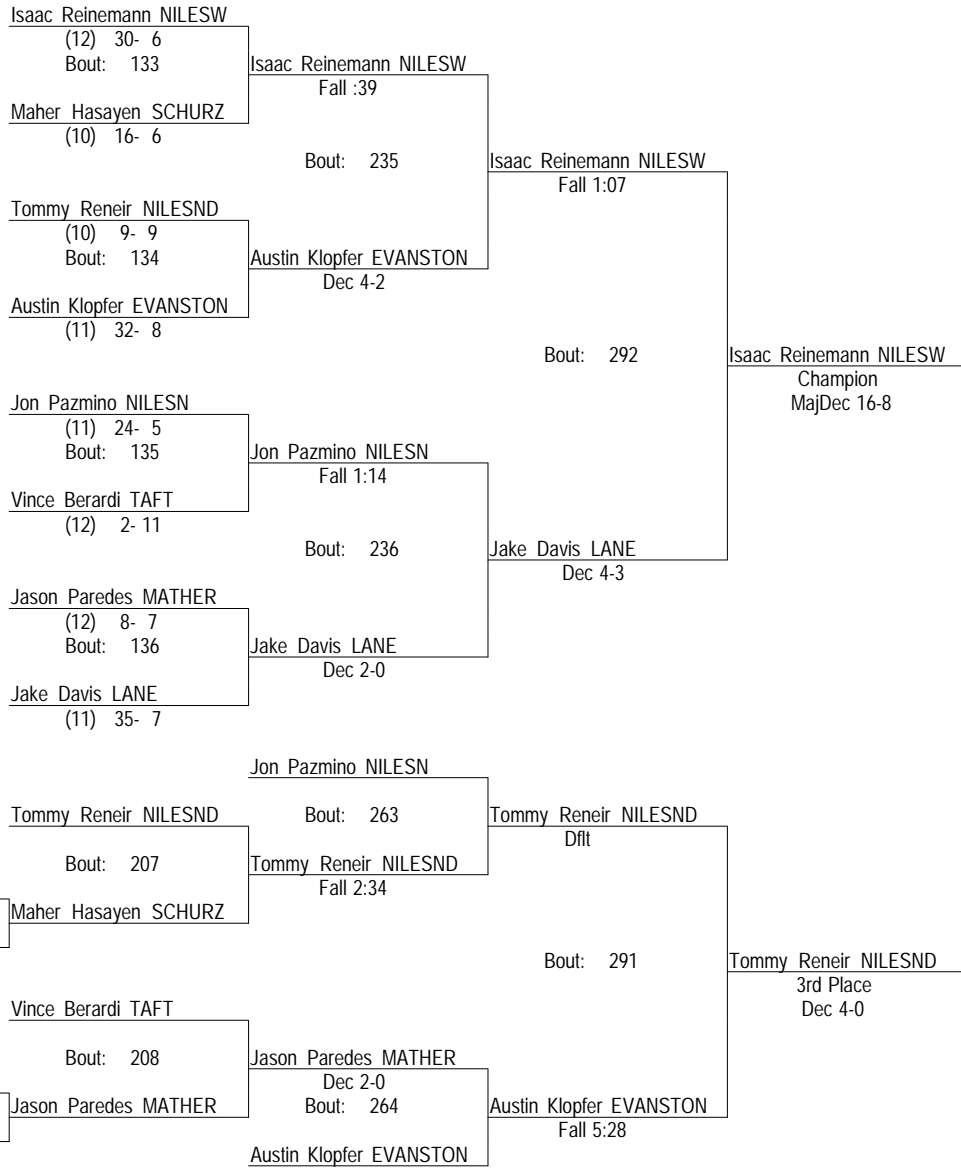 Isaac Reinemann NILESW
(12) 30- 6
Bout: 133
Isaac Reinemann NILESW
Fall :39
Maher Hasayen SCHURZ
(10) 16- 6
Bout: 235
Isaac Reinemann NILESW
Fall 1:07
Tommy Reneir NILESND
(10) 9- 9
Bout: 134
Austin Klopfer EVANSTON
Dec 4-2
Austin Klopfer EVANSTON
(11) 32- 8
Bout: 292
Isaac Reinemann NILESW
Champion
MajDec 16-8
Jon Pazmino NILESN
(11) 24- 5
Bout: 135
Jon Pazmino NILESN
Fall 1:14
Vince Berardi TAFT
(12) 2- 11
Bout: 236
Jake Davis LANE
Dec 4-3
Jason Paredes MATHER
(12) 8- 7
Bout: 136
Jake Davis LANE
Dec 2-0
Jake Davis LANE
(11) 35- 7
Jon Pazmino NILESN
Tommy Reneir NILESND
Bout: 263
Tommy Reneir NILESND
Dflt
Bout: 207
Tommy Reneir NILESND
Fall 2:34
Maher Hasayen SCHURZ
Bout: 291
Tommy Reneir NILESND
3rd Place
Dec 4-0
Vince Berardi TAFT
Bout: 208
Jason Paredes MATHER
Dec 2-0
Jason Paredes MATHER
Bout: 264
Austin Klopfer EVANSTON
Fall 5:28
Austin Klopfer EVANSTON